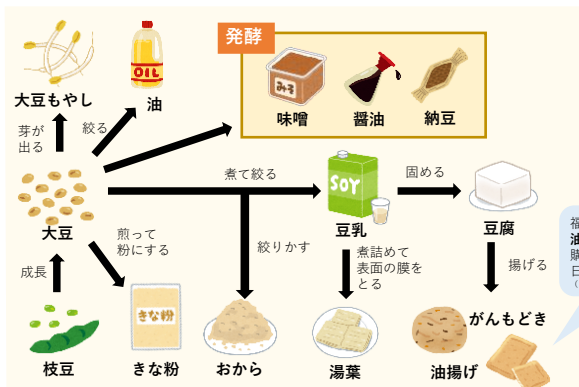 発酵
OIL
みそ
大豆もやし
油
味噌
醤油
納豆
芽が
出る
絞る
煮て絞る
SOY
固める
大豆
煎って
粉にする
豆乳
豆腐
成長
絞りかす
煮詰めて
表面の膜を
とる
揚げる
きな粉
がんもどき
枝豆
きな粉
おから
湯葉
油揚げ
福
油
購
日
（